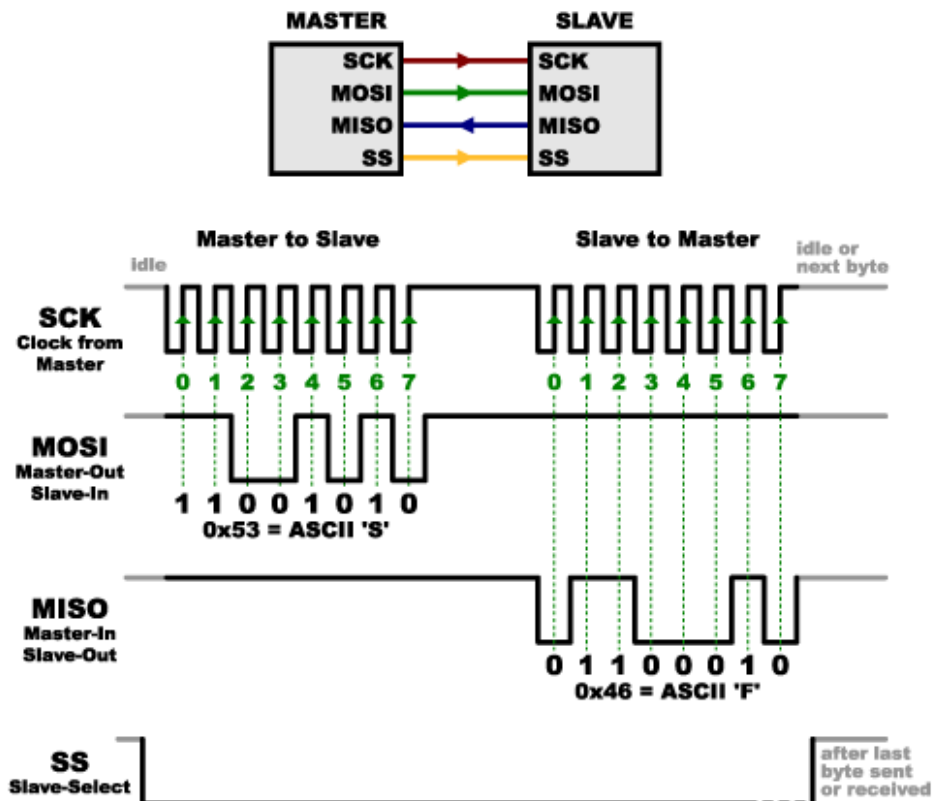 MASTER SLAVE
SCK SCK
MOSI MOSI
MISO MISO
SS SS
Master to Slave Slave to Master
idle
idle or
next byte
SCK
Clock from
Master
0 1 2 3 4 5 6 7 0 1 2 3 4 5 6 7
MOSI
Master-Out
Slave-In
1 1 0 0 1 0 1 0
0x53 = ASCII 'S'
MISO
Master-In
Slave-Out
0 1 1 0 0 0 1 0
0x46 = ASCII 'F'
SS
Slave-Select
after last
byte sent
or received